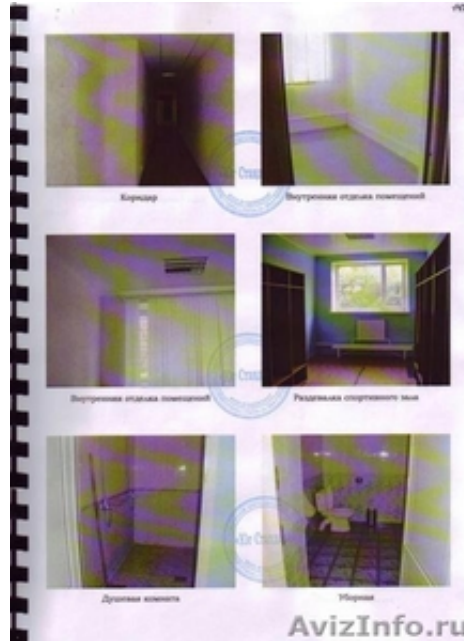 Коридор
Внутренняя отделка помещений
Внутренняя отделка помещений
Раздевалка спортивного зала
Душевая комната
Уборная
AvizInfo.ru